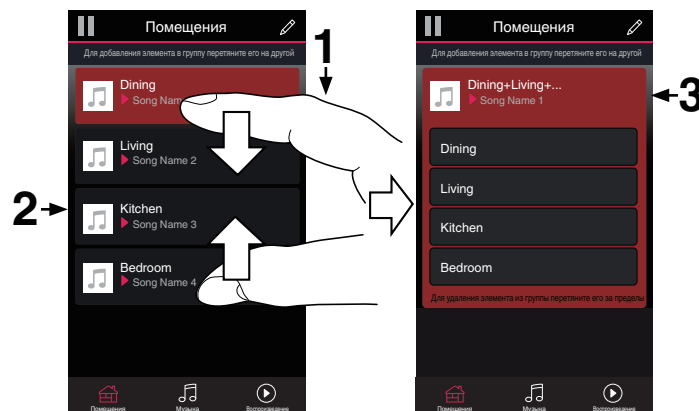 Помещения
Для добавления элемента в группу перетяните его на другой
1
Dining
Song Nam
Living
Song Name 2
2
Kitchen
Song Name 3
Bedroom
Song Name 4
Помещения
Музыка
Воспроизведение
Помещения
Для добавления элемента в группу перетяните его на другой
Dining+Living+...
Song Name 1
3
Dining
Living
Kitchen
Bedroom
Для удаления элемента из группы перетяните его за пределы
Помещения
Музыка
Воспроизведение